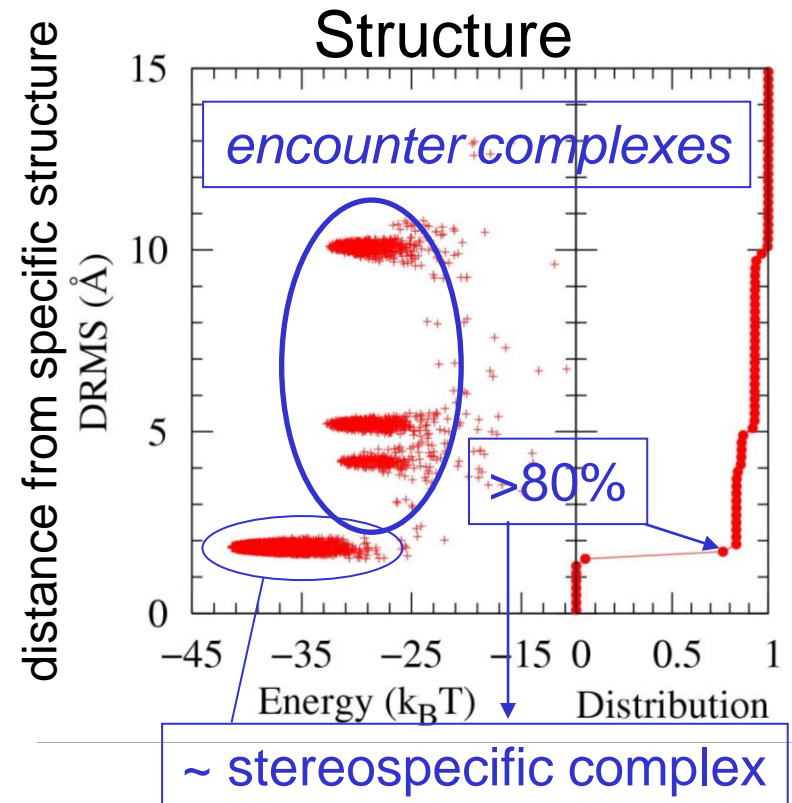 Structure
distance from specific structure
DRMS (Å)
15
10
5
0
encounter complexes
>80%
−45 −35 −25 −15 0 0.5 1
Energy (kBT) Distribution
~ stereospecific complex